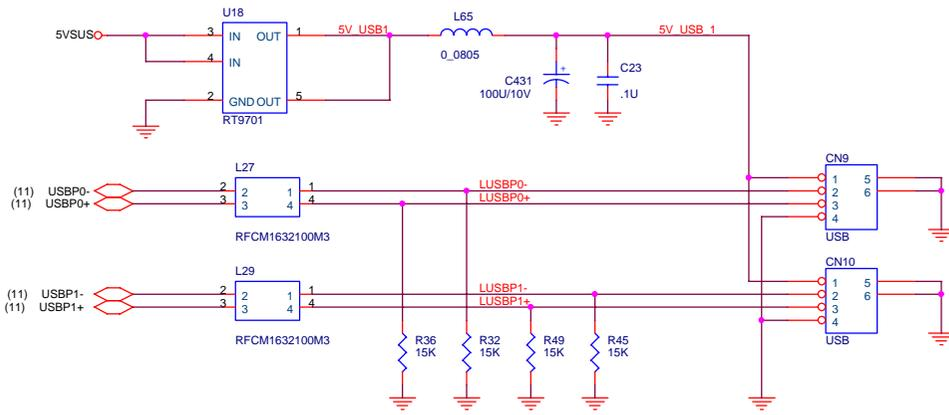 U18
L65
5VSUS
3 IN OUT 1
5V_USB1
5V_USB_1
0_0805
4 IN
C431
100U/10V
+
C23
.1U
2 GND OUT 5
RT9701
CN9
L27
(11) USBP0- 2 2 1 1 LUSBP0- 1 5
(11) USBP0+ 3 3 4 4 LUSBP0+ 2 6
3
4
RFCM1632100M3
USB
CN10
L29
(11) USBP1- 2 2 1 1 LUSBP1- 1 5
(11) USBP1+ 3 3 4 4 LUSBP1+ 2 6
3
4
RFCM1632100M3
USB
R36
15K
R32
15K
R49
15K
R45
15K